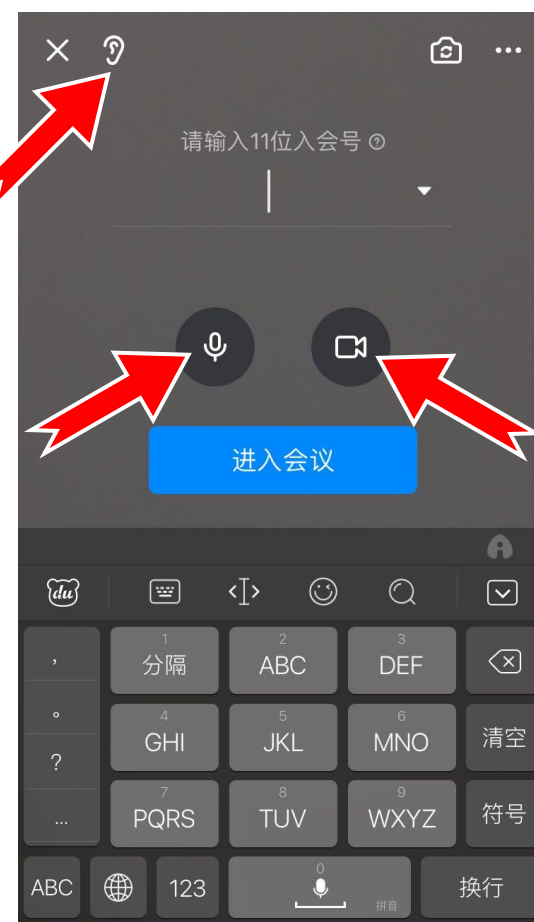 请输入11位入会号
进入会议
du
，
1
分隔
2
ABC
3
DEF
。
4
GHI
5
JKL
6
MNO
清空
?
7
PQRS
8
TUV
9
WXYZ
符号
...
ABC
123
0
拼音
换行